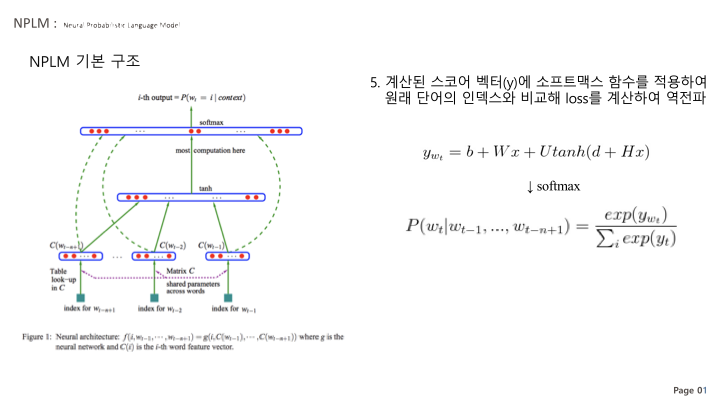 NPLM : Neural Probabilistic Language Model
NPLM 기본 구조
5. 계산된 스코어 벡터(y)에 소프트맥스 함수를 적용하여
원래 단어의 인덱스와 비교해 loss를 계산하여 역전파
i-th output = P(w_t = i | context)
softmax
... ...
most computation here
tanh
... ...
C(w_{t-n+1}) C(w_{t-2}) C(w_{t-1})
... ... ... ...
Table
look-up
in C
Matrix C
shared parameters
across words
index for w_{t-n+1} index for w_{t-2} index for w_{t-1}
Figure 1: Neural architecture: f(i, w_{t-1}, ..., w_{t-n+1}) = g(i, C(w_{t-1}), ..., C(w_{t-n+1})) where g is the
neural network and C(i) is the i-th word feature vector.
y_{w_t} = b + Wx + Utanh(d + Hx)
↓ softmax
P(w_t|w_{t-1}, ..., w_{t-n+1}) = exp(y_{w_t}) / ∑_i exp(y_t)
Page 01